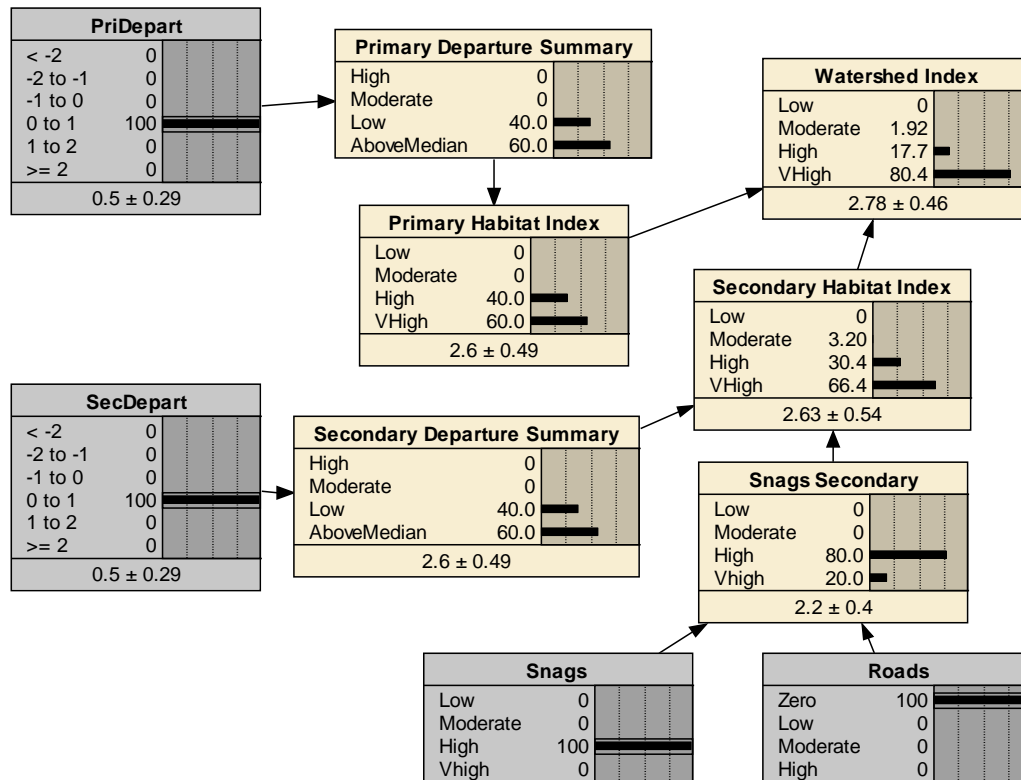 PriDepart
< -2 0
-2 to -1 0
-1 to 0 0
0 to 1 100
1 to 2 0
>= 2 0
0.5 ± 0.29
Primary Departure Summary
High 0
Moderate 0
Low 40.0
AboveMedian 60.0
Watershed Index
Low 0
Moderate 1.92
High 17.7
VHigh 80.4
2.78 ± 0.46
Primary Habitat Index
Low 0
Moderate 0
High 40.0
VHigh 60.0
2.6 ± 0.49
Secondary Habitat Index
Low 0
Moderate 3.20
High 30.4
VHigh 66.4
2.63 ± 0.54
SecDepart
< -2 0
-2 to -1 0
-1 to 0 0
0 to 1 100
1 to 2 0
>= 2 0
0.5 ± 0.29
Secondary Departure Summary
High 0
Moderate 0
Low 40.0
AboveMedian 60.0
2.6 ± 0.49
Snags Secondary
Low 0
Moderate 0
High 80.0
Vhigh 20.0
2.2 ± 0.4
Snags
Low 0
Moderate 0
High 100
Vhigh 0
Roads
Zero 100
Low 0
Moderate 0
High 0